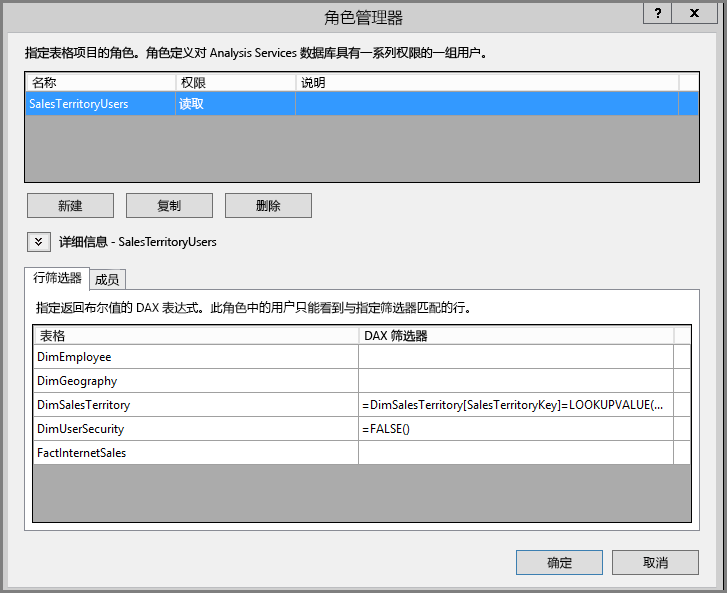 角色管理器
? X
指定表格项目的角色。角色定义对 Analysis Services 数据库具有一系列权限的一组用户。
名称 权限 说明
SalesTerritoryUsers 读取
新建 复制 删除
详细信息 - SalesTerritoryUsers
行筛选器 成员
指定返回布尔值的 DAX 表达式。此角色中的用户只能看到与指定筛选器匹配的行。
表格 DAX 筛选器
DimEmployee
DimGeography
DimSalesTerritory =DimSalesTerritory[SalesTerritoryKey]=LOOKUPVALUE(...
DimUserSecurity =FALSE()
FactInternetSales
确定 取消